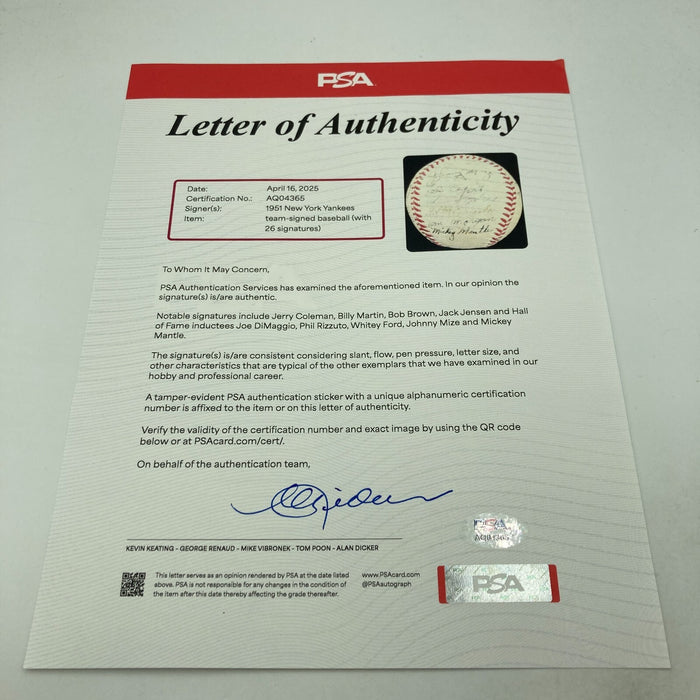 PSA
Letter of Authenticity
Date: April 16, 2025
Certification No.: AQ04365
Signer(s): 1951 New York Yankees
Item: team-signed baseball (with
26 signatures)
Mickey Mantle
To Whom It May Concern,
PSA Authentication Services has examined the aforementioned item. In our opinion the
signature(s) is/are authentic.
Notable signatures include Jerry Coleman, Billy Martin, Bob Brown, Jack Jensen and Hall
of Fame inductees Joe DiMaggio, Phil Rizzuto, Whitey Ford, Johnny Mize and Mickey
Mantle.
The signature(s) is/are consistent considering slant, flow, pen pressure, letter size, and
other characteristics that are typical of the other exemplars that we have examined in our
hobby and professional career.
A tamper-evident PSA authentication sticker with a unique alphanumeric certification
number is affixed to the item or on this letter of authenticity.
Verify the validity of the certification number and exact image by using the QR code
below or at PSAcard.com/cert/.
On behalf of the authentication team,
KEVIN KEATING - GEORGE RENAUD - MIKE VIBRONEK - TOM POON - ALAN DICKER
This letter serves as an opinion rendered by PSA at the date listed
above. PSA is not responsible for any changes in the condition of
the item after this date thereby affecting the grade thereafter.
www.PSAcard.com
@PSAautograph
PSA
AQ04365
PSA